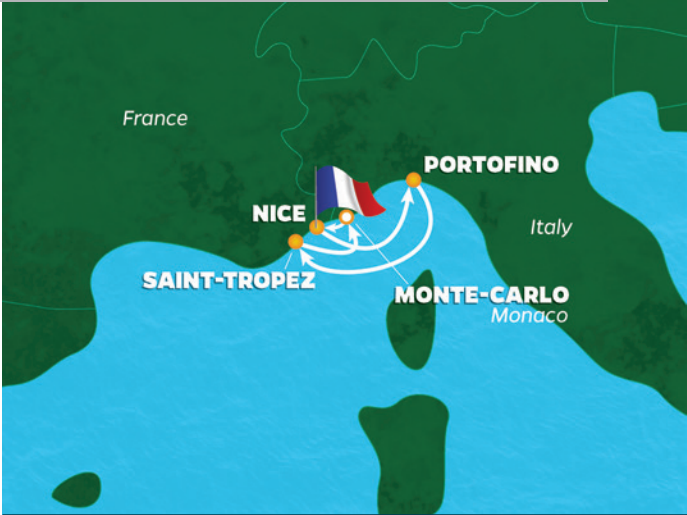 France
PORTOFINO
NICE
Italy
SAINT-TROPEZ
MONTE-CARLO
Monaco